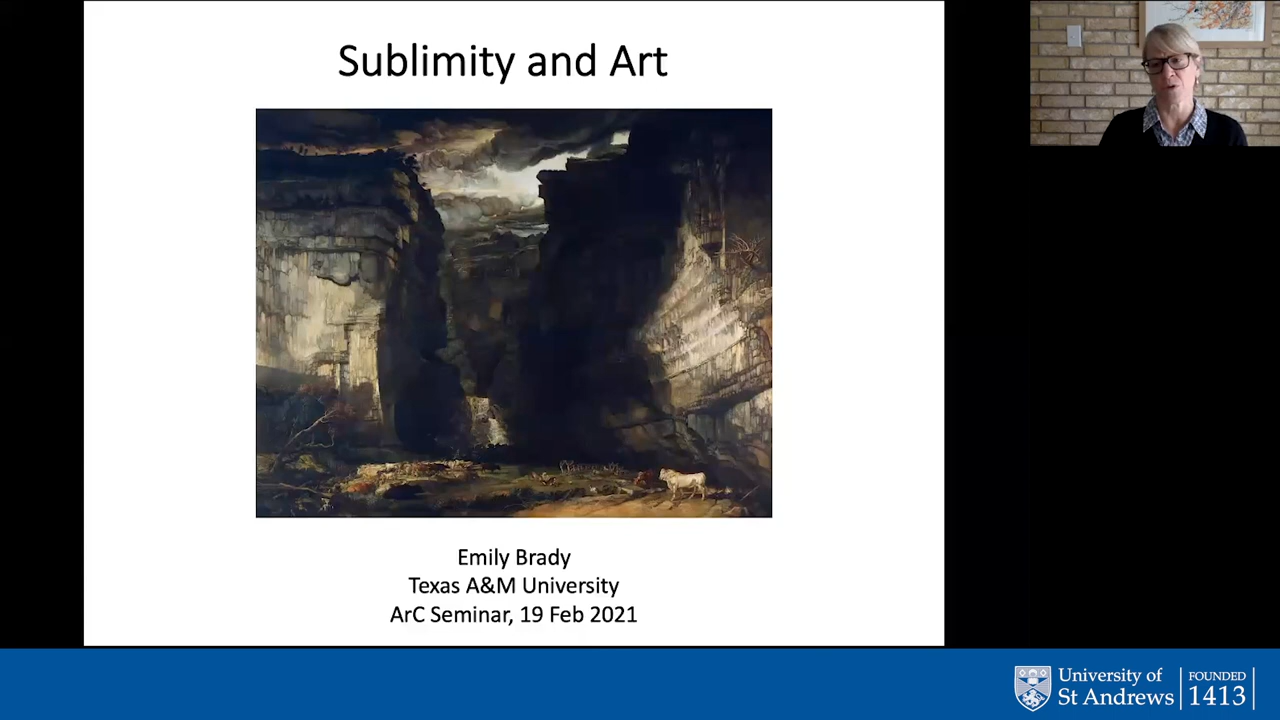 Sublimity and Art
Emily Brady
Texas A&M University
ArC Seminar, 19 Feb 2021
University of
St Andrews
FOUNDED
1413